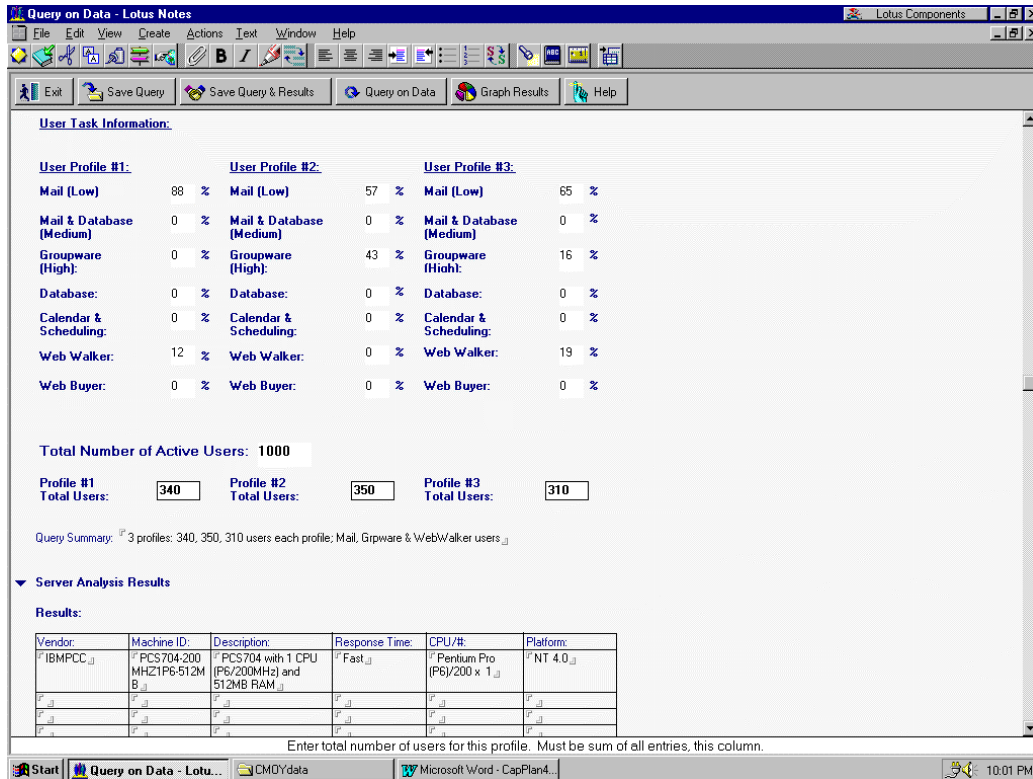 Query on Data - Lotus Notes
Lotus Components
File Edit View Create Actions Text Window Help
Exit Save Query Save Query & Results Query on Data Graph Results Help
User Task Information:
User Profile #1: User Profile #2: User Profile #3:
Mail (Low) 88 % Mail (Low) 57 % Mail (Low) 65 %
Mail & Database 0 % Mail & Database 0 % Mail & Database 0 %
(Medium) (Medium) (Medium)
Groupware 0 % Groupware 43 % Groupware 16 %
(High): (High): (High):
Database: 0 % Database: 0 % Database: 0 %
Calendar & 0 % Calendar & 0 % Calendar & 0 %
Scheduling: Scheduling: Scheduling:
Web Walker: 12 % Web Walker: 0 % Web Walker: 19 %
Web Buyer: 0 % Web Buyer: 0 % Web Buyer: 0 %
Total Number of Active Users: 1000
Profile #1 Profile #2 Profile #3
Total Users: 340 Total Users: 350 Total Users: 310
Query Summary: 3 profiles: 340, 350, 310 users each profile; Mail, Grpware & WebWalker users
Server Analysis Results
Results:
Vendor: Machine ID: Description: Response Time: CPU/#: Platform:
IBMPCC PCS704-200 PCS704 with 1 CPU Fast Pentium Pro NT 4.0
MHZ1P6-512M (P6/200MHz) and (P6)/200 x 1
B 512MB RAM
Enter total number of users for this profile. Must be sum of all entries, this column.
Start Query on Data - Lotu... CMOYdata Microsoft Word - CapPlan4... 10:01 PM